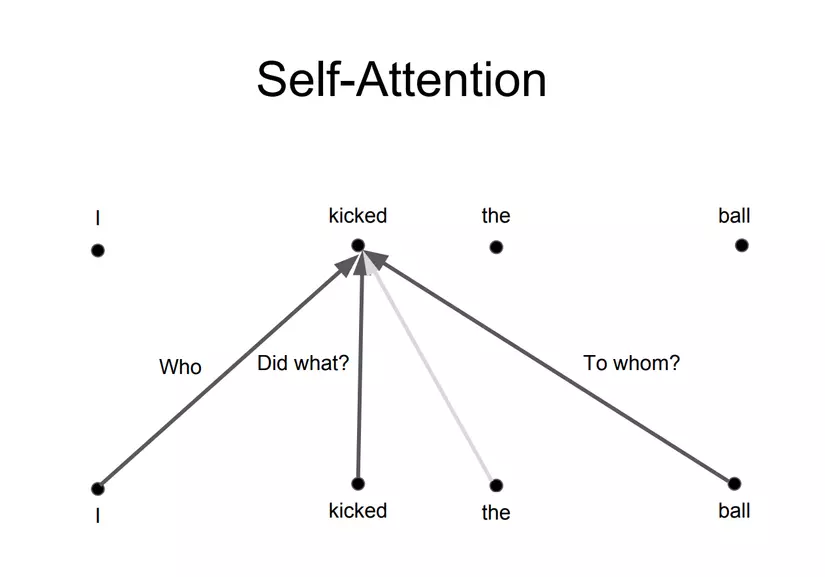 Self-Attention
I
kicked
the
ball
Who
Did what?
To whom?
I
kicked
the
ball